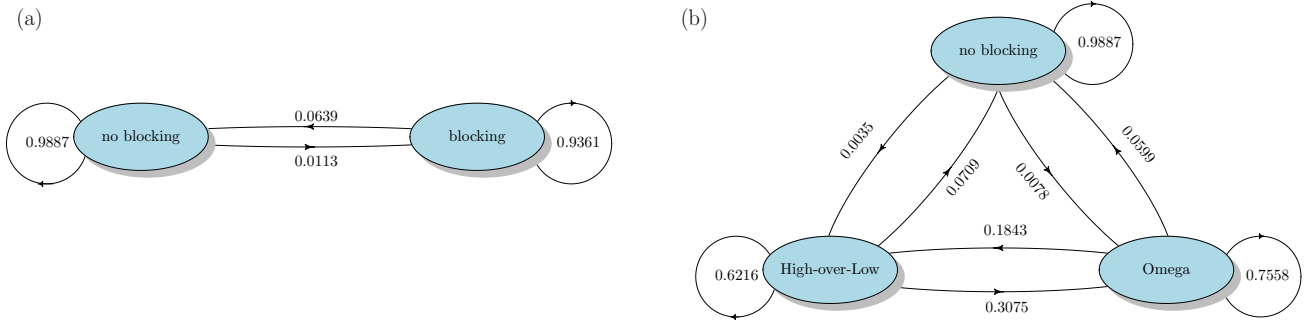 (a)
0.9887
no blocking
0.0639
0.0113
blocking
0.9361
(b)
no blocking
0.9887
0.0035
0.0709
0.0078
0.0599
0.6216
High-over-Low
0.1843
0.3075
Omega
0.7558